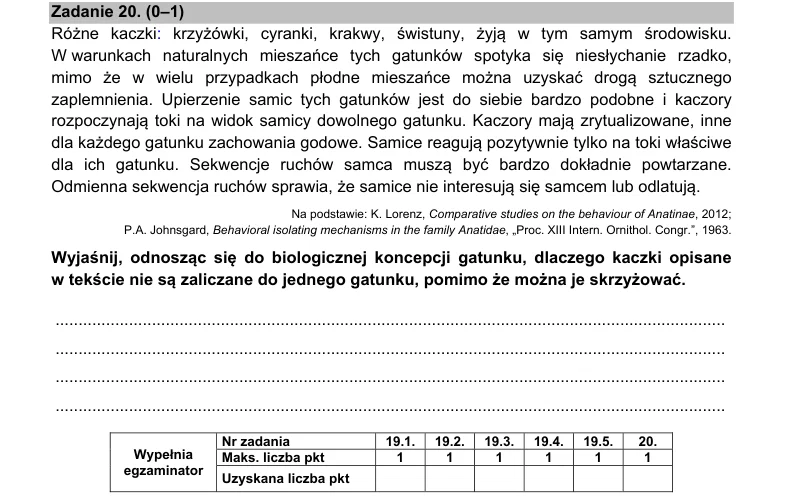 Zadanie 20. (0–1)
Różne kaczki: krzyżówki, cyranki, krakwy, świstuny, żyją w tym samym środowisku.
W warunkach naturalnych mieszańce tych gatunków spotyka się niesłychanie rzadko,
mimo że w wielu przypadkach płodne mieszańce można uzyskać drogą sztucznego
zapłemnienia. Upierzenie samic tych gatunków jest do siebie bardzo podobne i kaczory
rozpoczynają toki na widok samicy dowolnego gatunku. Kaczory mają zrytualizowane, inne
dla każdego gatunku zachowania godowe. Samice reagują pozytywnie tylko na toki właściwe
dla ich gatunku. Sekwencje ruchów samca muszą być bardzo dokładnie powtarzane.
Odmienna sekwencja ruchów sprawia, że samice nie interesują się samcem lub odlatują.
Na podstawie: K. Lorenz, Comparative studies on the behaviour of Anatinae, 2012;
P.A. Johnsgard, Behavioral isolating mechanisms in the family Anatidae, „Proc. XIII Intern. Ornithol. Congr.”, 1963.
Wyjaśnij, odnosząc się do biologicznej koncepcji gatunku, dlaczego kaczki opisane
w tekście nie są zaliczane do jednego gatunku, pomimo że można je skrzyżować.
Wypełnia egzaminator
Nr zadania 19.1. 19.2. 19.3. 19.4. 19.5. 20.
Maks. liczba pkt 1 1 1 1 1 1
Uzyskana liczba pkt